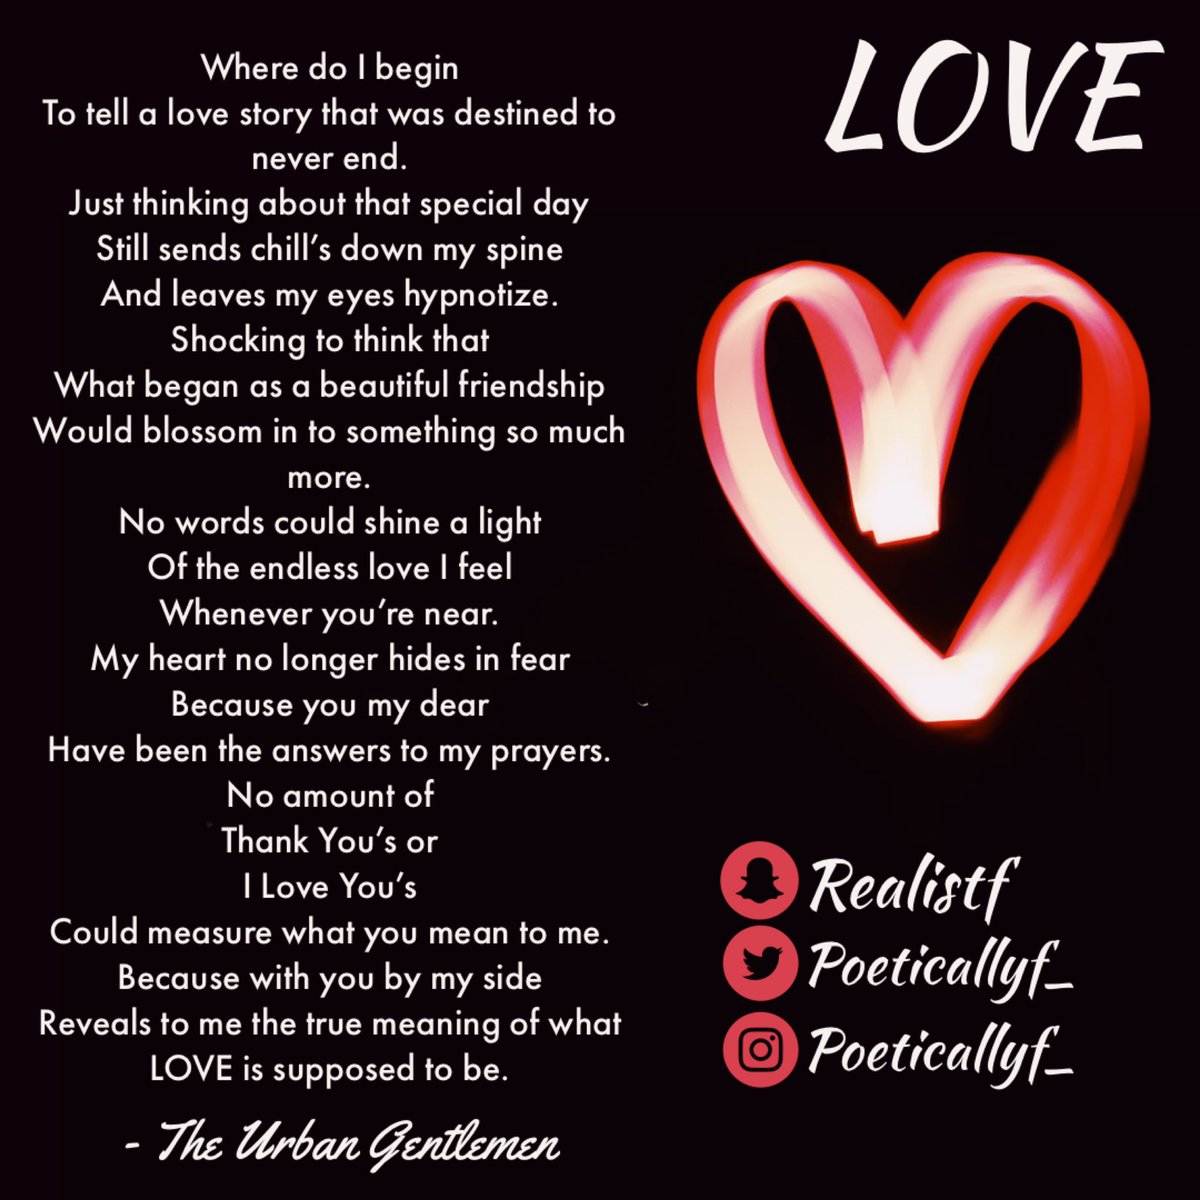 LOVE
Where do I begin
To tell a love story that was destined to
never end.
Just thinking about that special day
Still sends chill’s down my spine
And leaves my eyes hypnotize.
Shocking to think that
What began as a beautiful friendship
Would blossom in to something so much
more.
No words could shine a light
Of the endless love I feel
Whenever you’re near.
My heart no longer hides in fear
Because you my dear
Have been the answers to my prayers.
No amount of
Thank You’s or
I Love You’s
Could measure what you mean to me.
Because with you by my side
Reveals to me the true meaning of what
LOVE is supposed to be.
- The Urban Gentlemen
Realistf
Poeticallyf_
Poeticallyf_